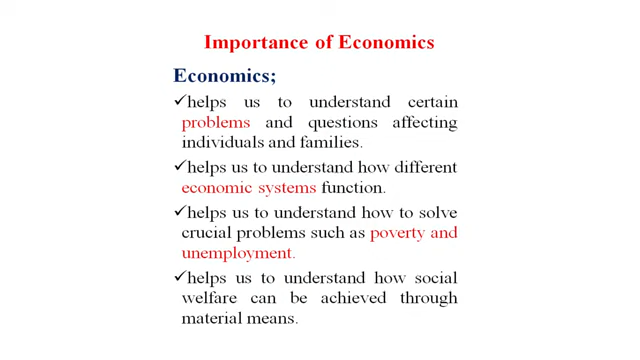 Importance of Economics
Economics;
✓helps us to understand certain
problems and questions affecting
individuals and families.
✓helps us to understand how different
economic systems function.
✓helps us to understand how to solve
crucial problems such as poverty and
unemployment.
✓helps us to understand how social
welfare can be achieved through
material means.